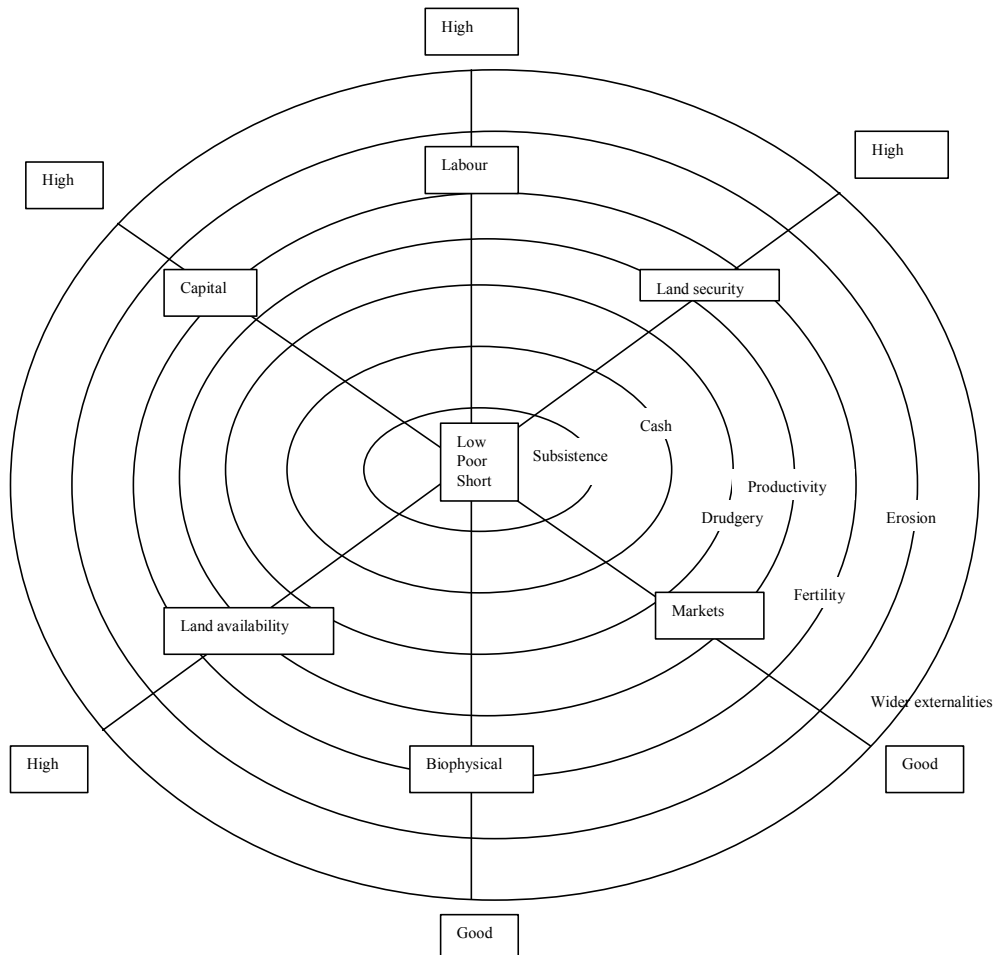 High
High
High
Labour
Capital
Land security
Cash
Low
Poor
Short
Subsistence
Productivity
Drudgery
Erosion
Fertility
Markets
Land availability
Wider externalities
High
Biophysical
Good
Good